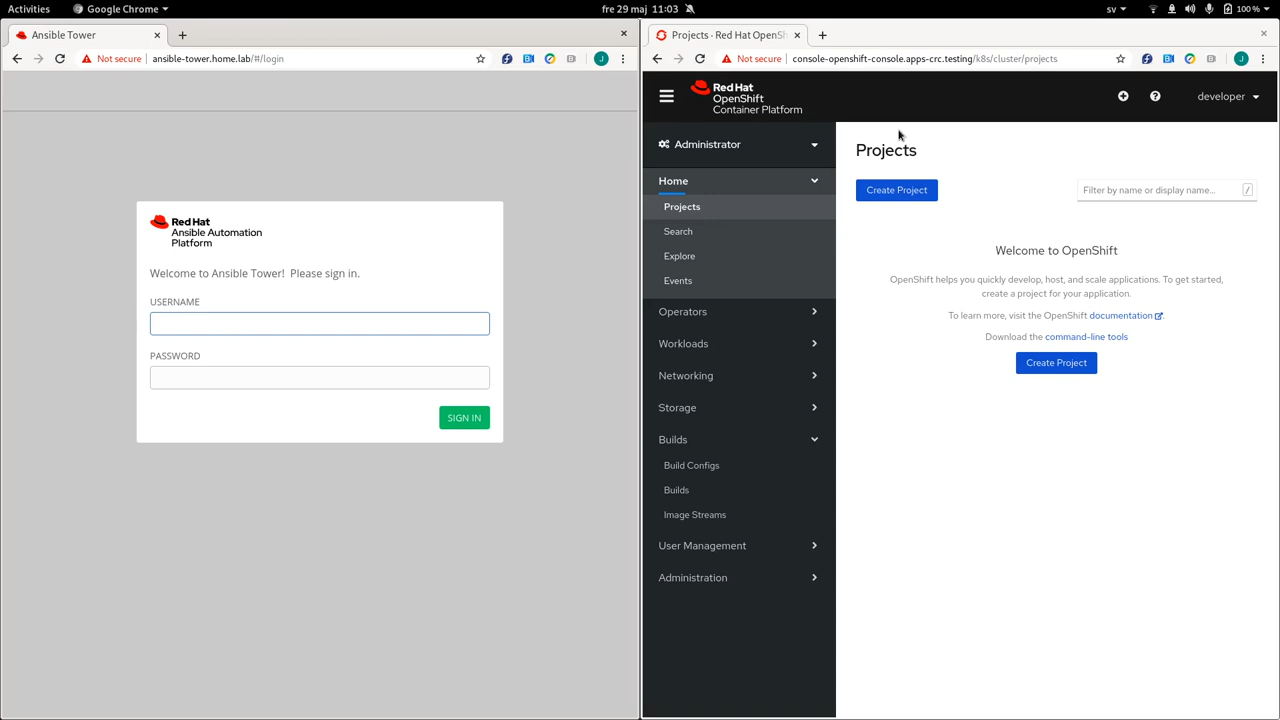 Activities
Google Chrome
fre 29 maj 11:03
sv
100 %
Ansible Tower
Not secure
ansible-tower.home.lab/#/login
J
Red Hat
Ansible Automation
Platform
Welcome to Ansible Tower! Please sign in.
USERNAME
PASSWORD
SIGN IN
Projects · Red Hat OpenSh
Not secure
console-openshift-console.apps-crc.testing/k8s/cluster/projects
J
Red Hat
OpenShift
Container Platform
developer
Administrator
Home
Projects
Search
Explore
Events
Operators
Workloads
Networking
Storage
Builds
Build Configs
Builds
Image Streams
User Management
Administration
Projects
Create Project
Filter by name or display name...
/
Welcome to OpenShift
OpenShift helps you quickly develop, host, and scale applications. To get started,
create a project for your application.
To learn more, visit the OpenShift documentation.
Download the command-line tools
Create Project